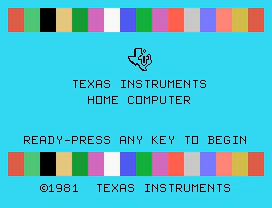 TEXAS INSTRUMENTS
HOME COMPUTER
READY-PRESS ANY KEY TO BEGIN
©1981 TEXAS INSTRUMENTS